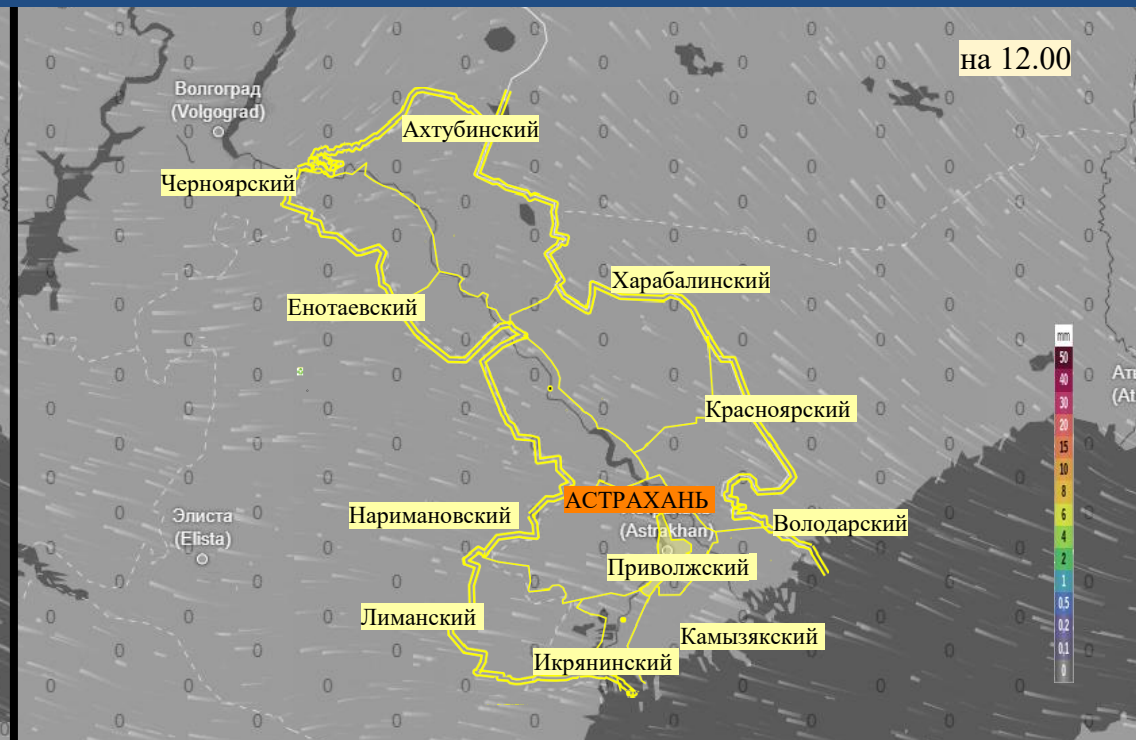 на 12.00
Волгоград
(Volgograd)
Ахтубинский
Черноярский
Харабалинский
Енотаевский
mm
50
40
30
20
15
10
8
6
4
2
1
0,5
0,2
0,1
0
Красноярский
АСТРАХАНЬ
(Astrakhan)
Наримановский
Элиста
(Elista)
Володарский
Приволжский
Лиманский
Камызякский
Икрянинский